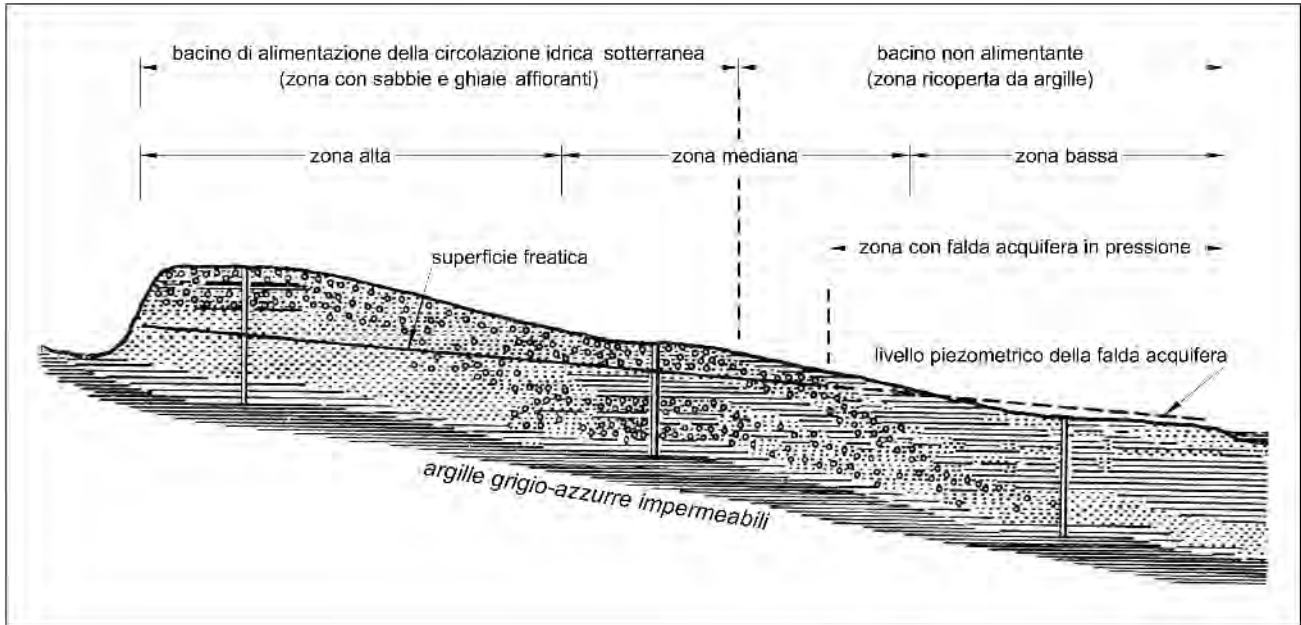 bacino di alimentazione della circolazione idrica sotterranea
(zona con sabbie e ghiaie affioranti)
bacino non alimentante
(zona ricoperta da argille)
zona alta
zona mediana
zona bassa
zona con falda acquifera in pressione
superficie freatica
livello piezometrico della falda acquifera
argille grigio-azzurre impermeabili